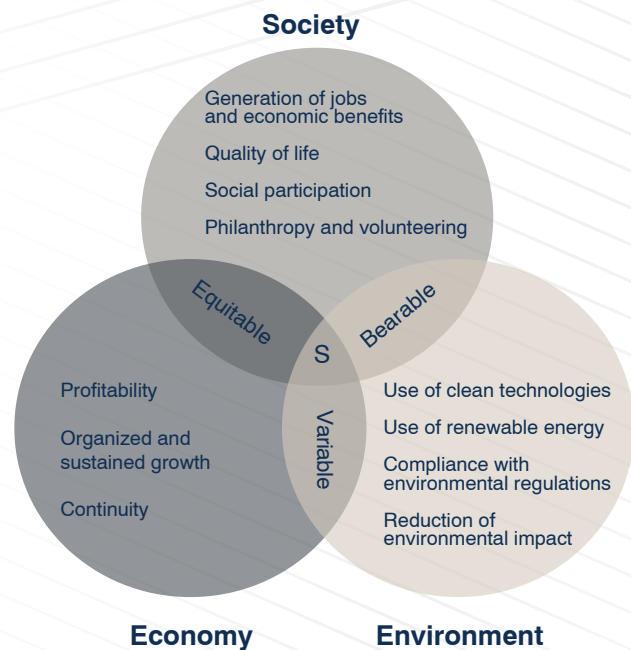 Society
Generation of jobs
and economic benefits
Quality of life
Social participation
Philanthropy and volunteering
Equitable
Bearable
S
Variable
Profitability
Organized and
sustained growth
Continuity
Use of clean technologies
Use of renewable energy
Compliance with
environmental regulations
Reduction of
environmental impact
Economy
Environment